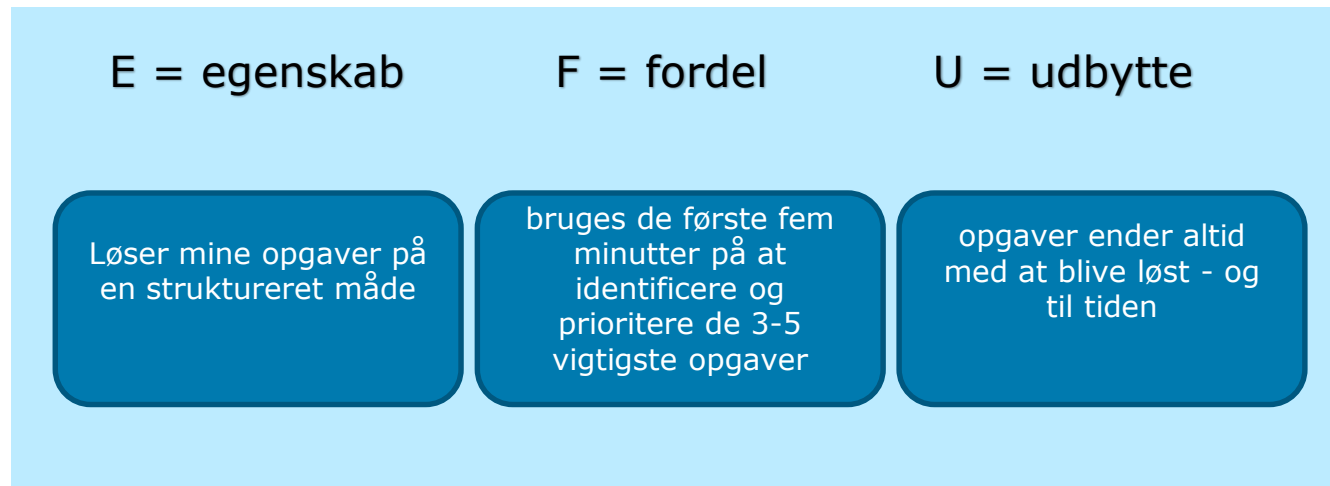 E = egenskab
F = fordel
U = udbytte
Løser mine opgaver på
en struktureret måde
bruges de første fem
minutter på at
identificere og
prioritere de 3-5
vigtigste opgaver
opgaver ender altid
med at blive løst - og
til tiden